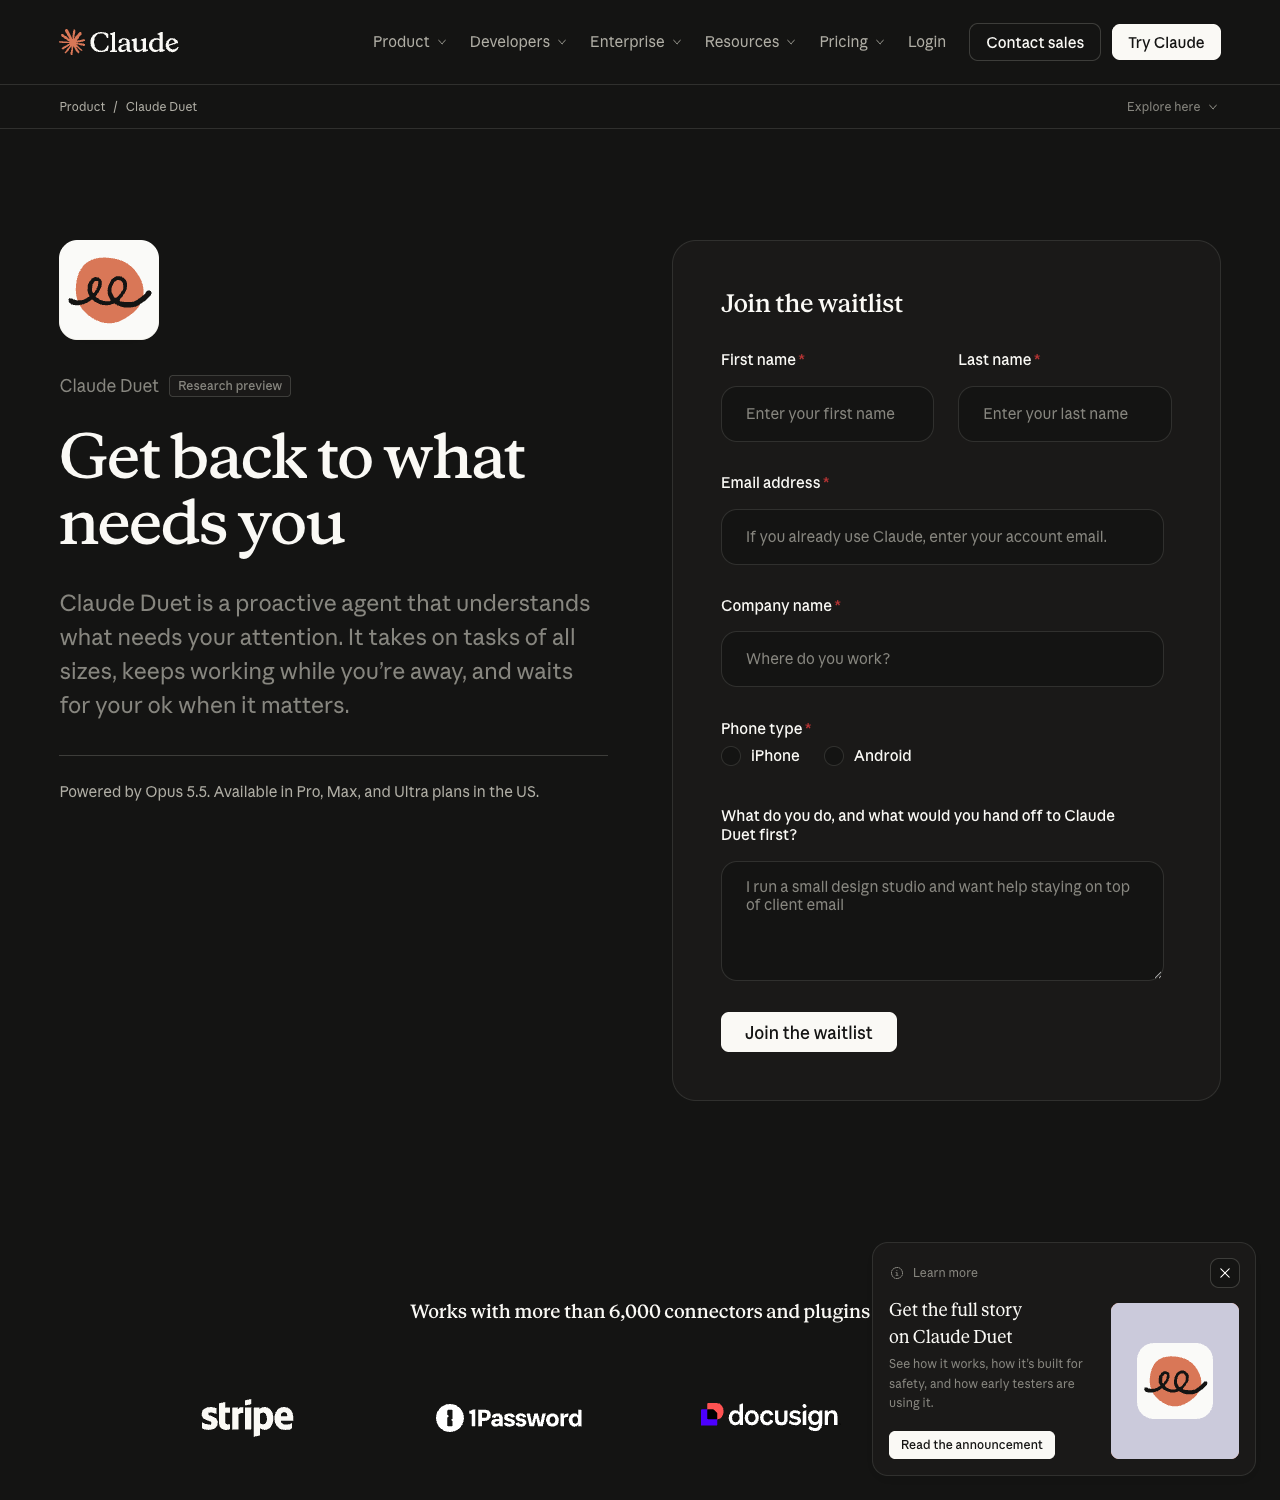 Claude
Product
Developers
Enterprise
Resources
Pricing
Login
Contact sales
Try Claude
Product / Claude Duet
Explore here
Claude Duet
Research preview
Get back to what
needs you
Claude Duet is a proactive agent that understands
what needs your attention. It takes on tasks of all
sizes, keeps working while you’re away, and waits
for your ok when it matters.
Powered by Opus 5.5. Available in Pro, Max, and Ultra plans in the US.
Join the waitlist
First name *
Last name *
Enter your first name
Enter your last name
Email address *
If you already use Claude, enter your account email.
Company name *
Where do you work?
Phone type *
iPhone
Android
What do you do, and what would you hand off to Claude
Duet first?
I run a small design studio and want help staying on top
of client email
Join the waitlist
Works with more than 6,000 connectors and plugins
stripe
1Password
docusign
Learn more
Get the full story
on Claude Duet
See how it works, how it's built for
safety, and how early testers are
using it.
Read the announcement